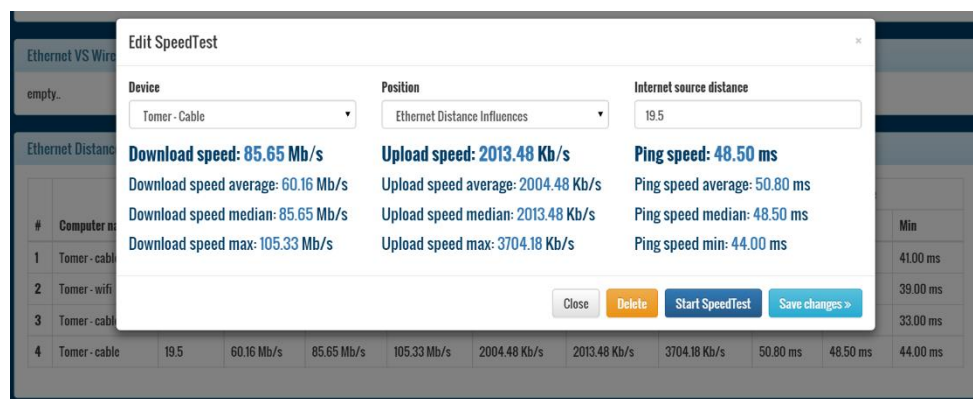 Edit SpeedTest ×
Ethernet VS Wire
empty..
Device Position Internet source distance
Tomer - Cable Ethernet Distance Influences 19.5
Ethernet Distanc
Download speed: 85.65 Mb/s Upload speed: 2013.48 Kb/s Ping speed: 48.50 ms
Download speed average: 60.16 Mb/s Upload speed average: 2004.48 Kb/s Ping speed average: 50.80 ms
Download speed median: 85.65 Mb/s Upload speed median: 2013.48 Kb/s Ping speed median: 48.50 ms
Download speed max: 105.33 Mb/s Upload speed max: 3704.18 Kb/s Ping speed min: 44.00 ms
# Computer na Min
1 Tomer - cabl 41.00 ms
2 Tomer - wifi 39.00 ms
Close Delete Start SpeedTest Save changes »
3 Tomer - cabl 33.00 ms
4 Tomer - cable 19.5 60.16 Mb/s 85.65 Mb/s 105.33 Mb/s 2004.48 Kb/s 2013.48 Kb/s 3704.18 Kb/s 50.80 ms 48.50 ms 44.00 ms